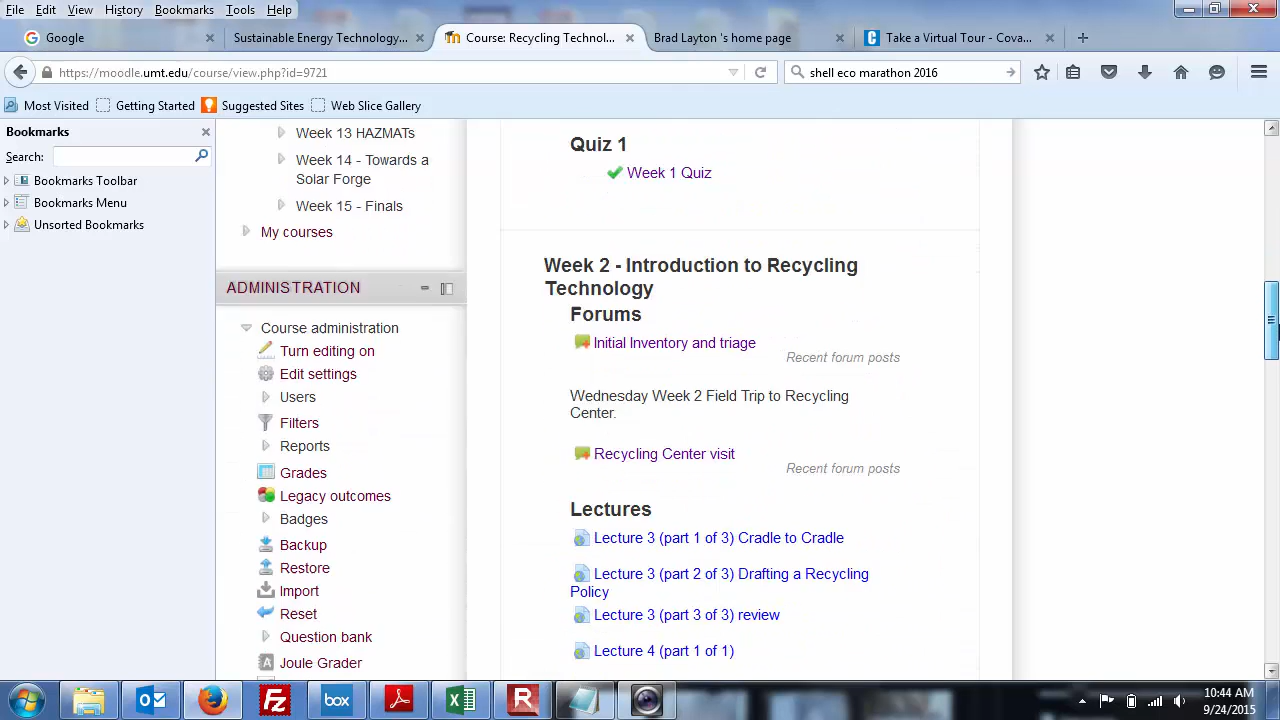 File Edit View History Bookmarks Tools Help
Google
Sustainable Energy Technology...
Course: Recycling Technol...
Brad Layton 's home page
Take a Virtual Tour - Cova...
https://moodle.umt.edu/course/view.php?id=9721
shell eco marathon 2016
Most Visited Getting Started Suggested Sites Web Slice Gallery
Bookmarks
Search:
Bookmarks Toolbar
Bookmarks Menu
Unsorted Bookmarks
Week 13 HAZMATs
Week 14 - Towards a
Solar Forge
Week 15 - Finals
My courses
ADMINISTRATION
Course administration
Turn editing on
Edit settings
Users
Filters
Reports
Grades
Legacy outcomes
Badges
Backup
Restore
Import
Reset
Question bank
Joule Grader
Quiz 1
Week 1 Quiz
Week 2 - Introduction to Recycling
Technology
Forums
Initial Inventory and triage
Recent forum posts
Wednesday Week 2 Field Trip to Recycling
Center.
Recycling Center visit
Recent forum posts
Lectures
Lecture 3 (part 1 of 3) Cradle to Cradle
Lecture 3 (part 2 of 3) Drafting a Recycling
Policy
Lecture 3 (part 3 of 3) review
Lecture 4 (part 1 of 1)
box
10:44 AM
9/24/2015